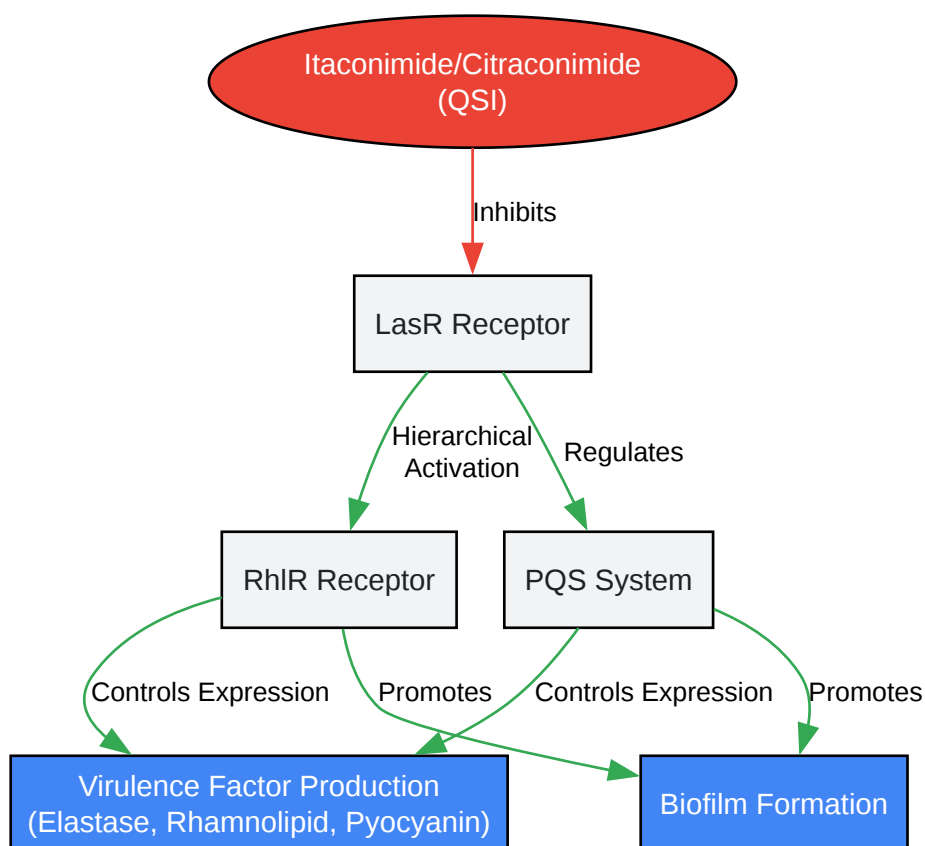 Itaconimide/Citraconimide
(QSI)
Inhibits
LasR Receptor
Hierarchical
Activation
Regulates
RhlR Receptor
PQS System
Controls Expression
Promotes
Controls Expression
Promotes
Virulence Factor Production
(Elastase, Rhamnolipid, Pyocyanin)
Biofilm Formation